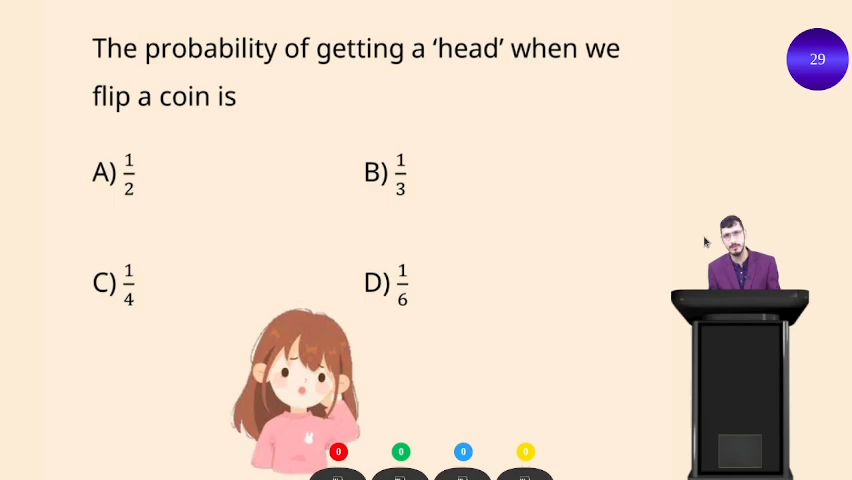 The probability of getting a ‘head’ when we
flip a coin is
A) 1/2
B) 1/3
C) 1/4
D) 1/6
29
0 0 0 0